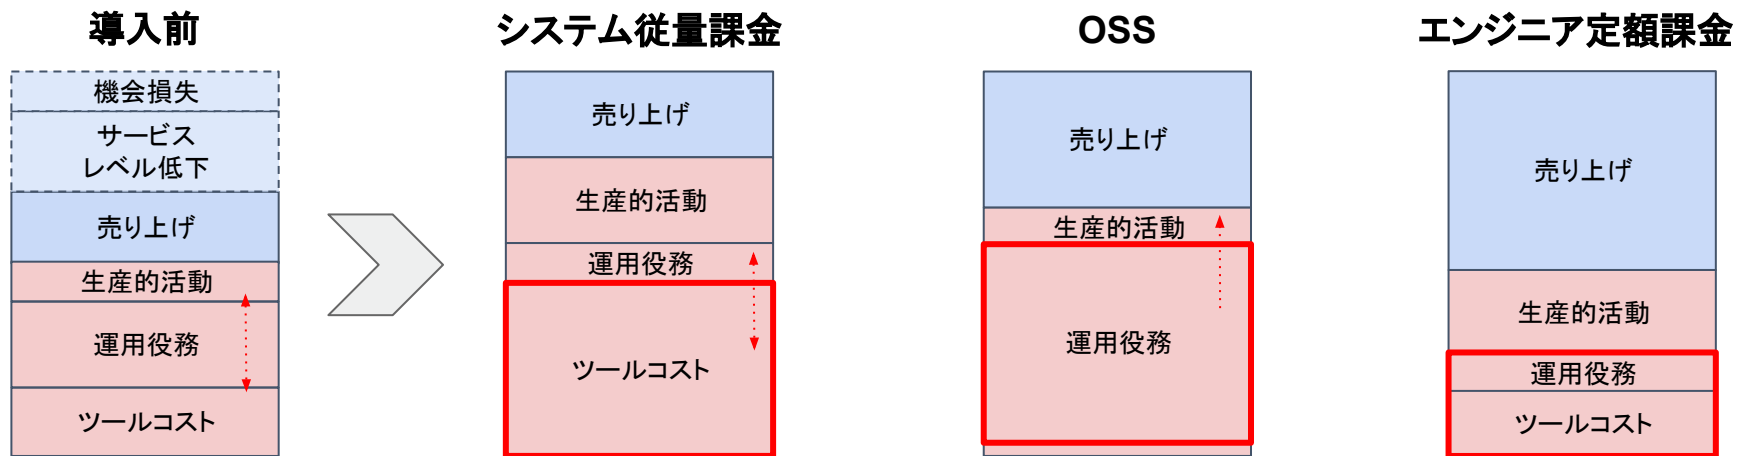 導入前
機会損失
サービス
レベル低下
売り上げ
生産的活動
運用役務
ツールコスト
システム従量課金
売り上げ
生産的活動
運用役務
ツールコスト
OSS
売り上げ
生産的活動
運用役務
エンジニア定額課金
売り上げ
生産的活動
運用役務
ツールコスト